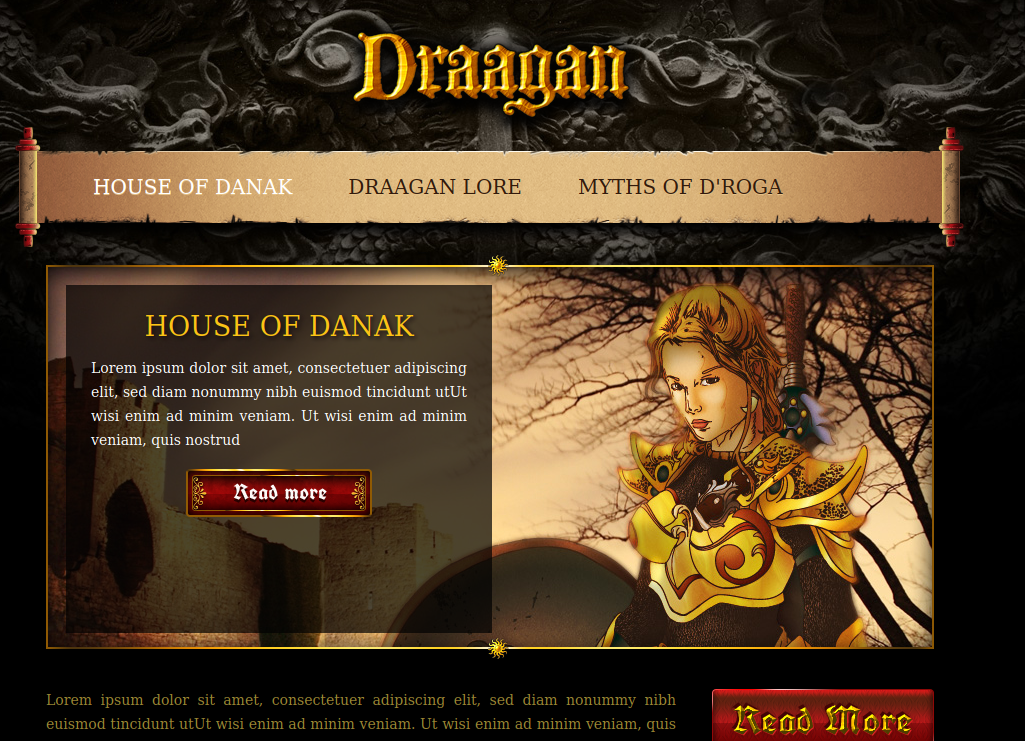 Draagan
HOUSE OF DANAK DRAAGAN LORE MYTHS OF D'ROGA
HOUSE OF DANAK
Lorem ipsum dolor sit amet, consectetuer adipiscing
elit, sed diam nonummy nibh euismod tincidunt utUt
wisi enim ad minim veniam. Ut wisi enim ad minim
veniam, quis nostrud
Read more
Lorem ipsum dolor sit amet, consectetuer adipiscing elit, sed diam nonummy nibh
euismod tincidunt utUt wisi enim ad minim veniam. Ut wisi enim ad minim veniam, quis
Read More